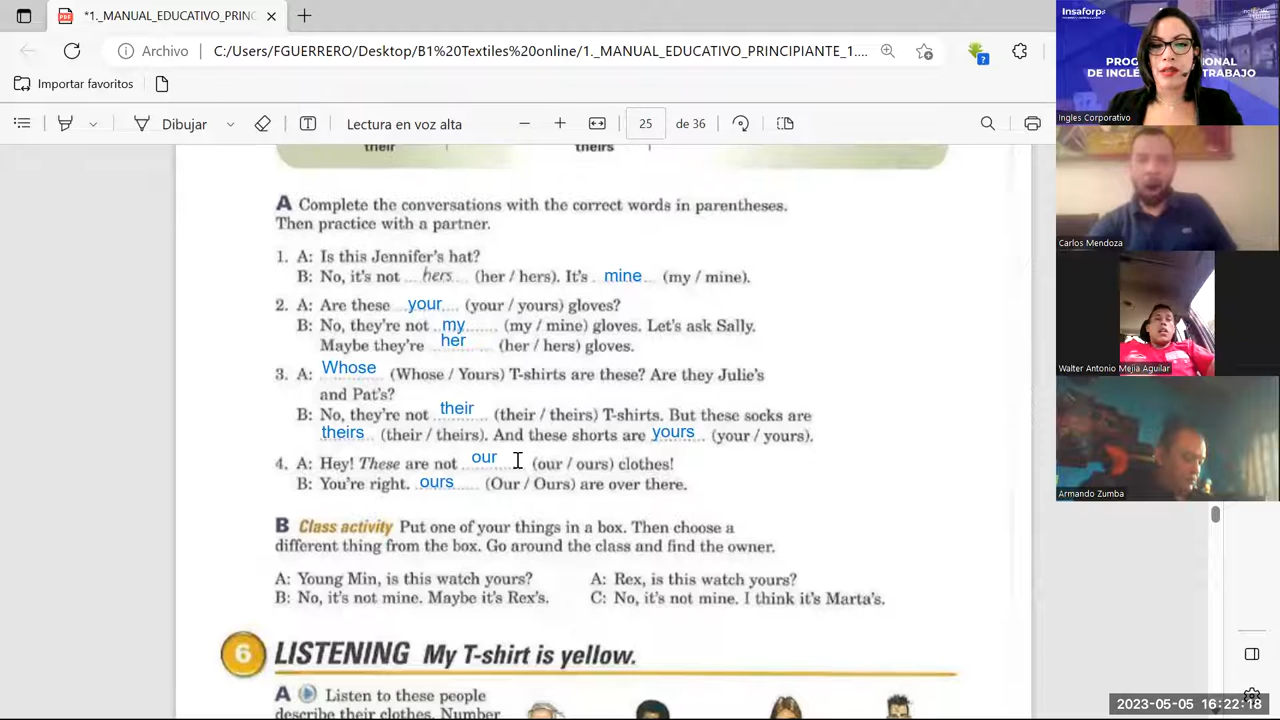 *1._MANUAL_EDUCATIVO_PRINC
Archivo C:/Users/FGUERRERO/Desktop/B1%20Textiles%20online/1._MANUAL_EDUCATIVO_PRINCIPIANTE_1....
Importar favoritos
Dibujar Lectura en voz alta 25 de 36
their theirs
A Complete the conversations with the correct words in parentheses.
Then practice with a partner.
1. A: Is this Jennifer's hat?
B: No, it's not hers (her / hers). It's mine (my / mine).
2. A: Are these your (your / yours) gloves?
B: No, they're not my (my / mine) gloves. Let's ask Sally.
Maybe they're her (her / hers) gloves.
3. A: Whose (Whose / Yours) T-shirts are these? Are they Julie's
and Pat's?
B: No, they're not their (their / theirs) T-shirts. But these socks are
theirs (their / theirs). And these shorts are yours (your / yours).
4. A: Hey! These are not our (our / ours) clothes!
B: You're right. ours (Our / Ours) are over there.
B Class activity Put one of your things in a box. Then choose a
different thing from the box. Go around the class and find the owner.
A: Young Min, is this watch yours? A: Rex, is this watch yours?
B: No, it's not mine. Maybe it's Rex's. C: No, it's not mine. I think it's Marta's.
6 LISTENING My T-shirt is yellow.
A Listen to these people
describe their clothes. Number
Insaforp
PROG IONAL
DE INGLÉ TRABAJO
Ingles Corporativo
Carlos Mendoza
Walter Antonio Mejia Aguilar
Armando Zumba
2023-05-05 16:22:18